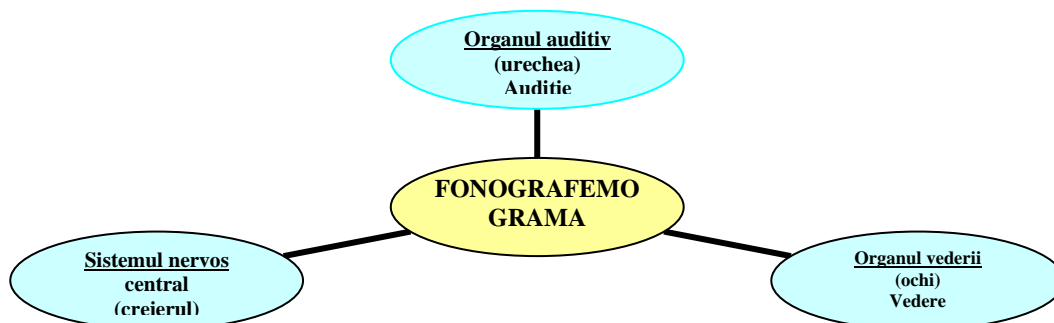 Organul auditiv
(urechea)
Auditie
FONOGRAFEMO
GRAMA
Sistemul nervos
central
(creierul)
Organul vederii
(ochi)
Vedere